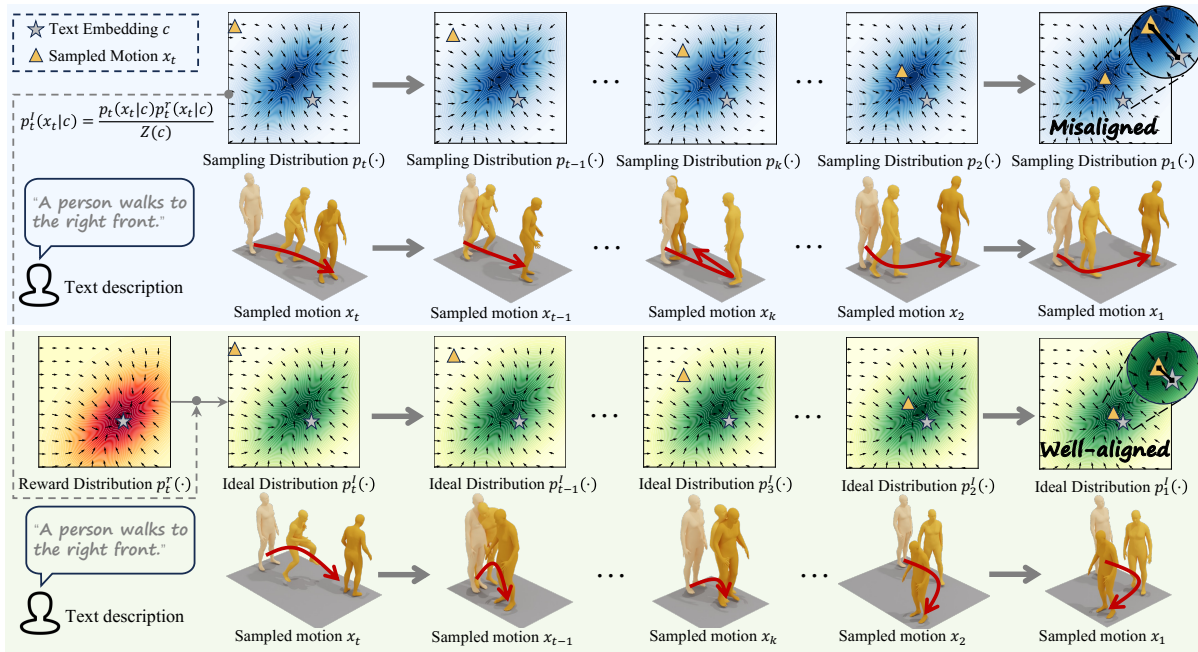 Text Embedding c
Sampled Motion x_t
p_t^I(x_t|c) = p_t(x_t|c)p_t^r(x_t|c) / Z(c)
Misaligned
Sampling Distribution p_t(·)
Sampling Distribution p_{t-1}(·)
Sampling Distribution p_k(·)
Sampling Distribution p_2(·)
Sampling Distribution p_1(·)
"A person walks to
the right front."
Text description
Sampled motion x_t
Sampled motion x_{t-1}
Sampled motion x_k
Sampled motion x_2
Sampled motion x_1
Well-aligned
Reward Distribution p_t^r(·)
Ideal Distribution p_t^I(·)
Ideal Distribution p_{t-1}^I(·)
Ideal Distribution p_3^I(·)
Ideal Distribution p_2^I(·)
Ideal Distribution p_1^I(·)
"A person walks to
the right front."
Text description
Sampled motion x_t
Sampled motion x_{t-1}
Sampled motion x_k
Sampled motion x_2
Sampled motion x_1